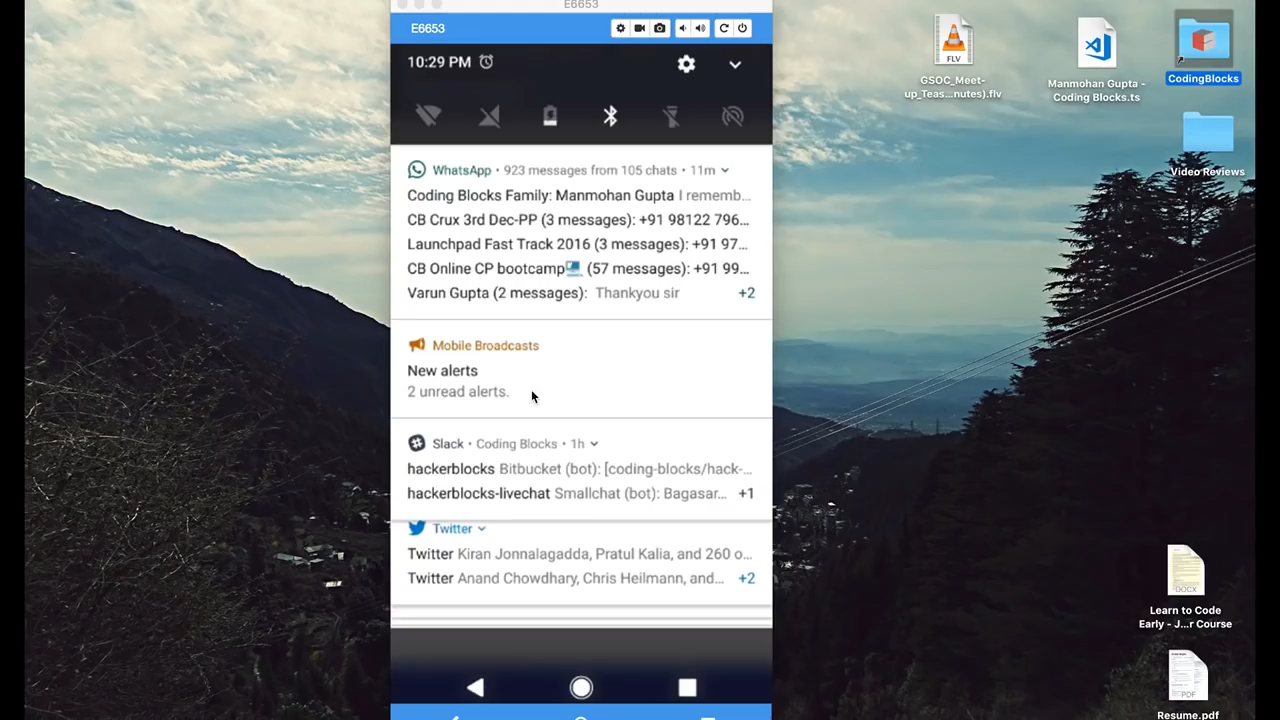 E6653
E6653
10:29 PM
WhatsApp • 923 messages from 105 chats • 11m
Coding Blocks Family: Manmohan Gupta I rememb...
CB Crux 3rd Dec-PP (3 messages): +91 98122 796...
Launchpad Fast Track 2016 (3 messages): +91 97...
CB Online CP bootcamp💻 (57 messages): +91 99...
Varun Gupta (2 messages): Thankyou sir +2
Mobile Broadcasts
New alerts
2 unread alerts.
Slack • Coding Blocks • 1h
hackerblocks Bitbucket (bot): [coding-blocks/hack-...
hackerblocks-livechat Smallchat (bot): Bagasar... +1
Twitter
Twitter Kiran Jonnalagadda, Pratul Kalia, and 260 o...
Twitter Anand Chowdhary, Chris Heilmann, and... +2
FLV
GSOC_Meet-
up_Teas...nutes).flv
Manmohan Gupta -
Coding Blocks.ts
CodingBlocks
Video Reviews
DOCX
Learn to Code
Early - J...r Course
PDF
Resume.pdf